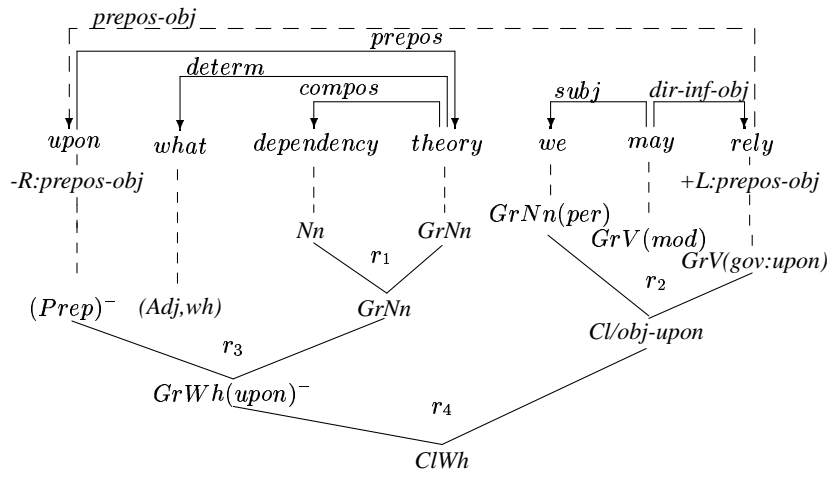 prepos-obj
prepos
determ
compos subj dir-inf-obj
upon what dependency theory we may rely
-R:prepos-obj +L:prepos-obj
GrNn(per)
Nn GrNn GrV(mod)
GrV(gov:upon)
r1
r2
(Prep)⁻ (Adj,wh) GrNn
Cl/obj-upon
r3
GrWh(upon)⁻
r4
ClWh